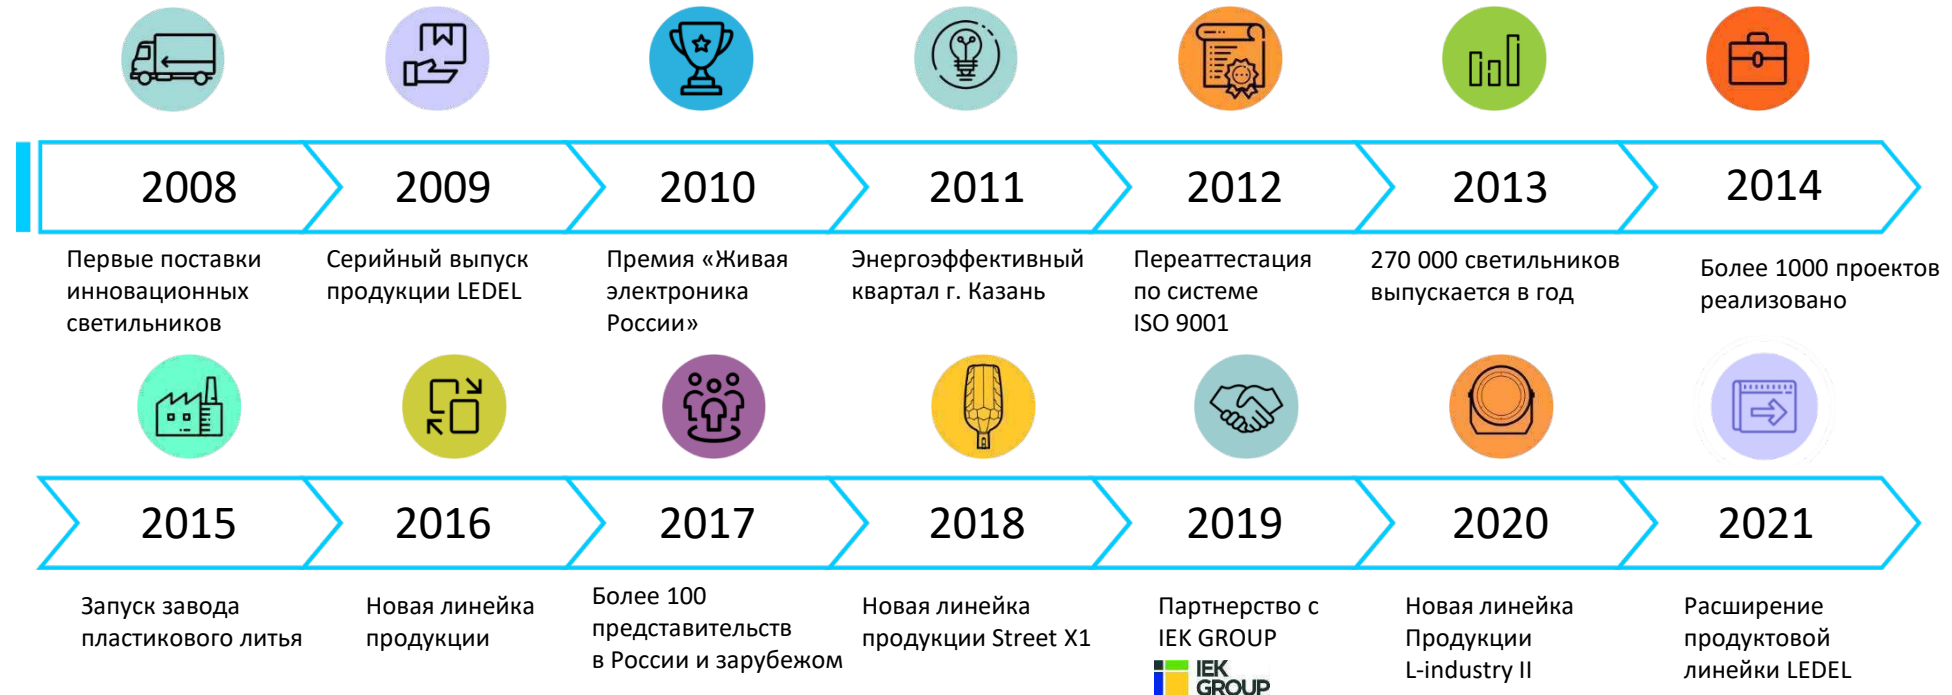 2008
2009
2010
2011
2012
2013
2014
Первые поставки
инновационных
светильников
Серийный выпуск
продукции LEDEL
Премия «Живая
электроника
России»
Энергоэффективный
квартал г. Казань
Переаттестация
по системе
ISO 9001
270 000 светильников
выпускается в год
Более 1000 проектов
реализовано
2015
2016
2017
2018
2019
2020
2021
Запуск завода
пластикового литья
Новая линейка
продукции
Более 100
представительств
в России и зарубежом
Новая линейка
продукции Street X1
Партнерство с
IEK GROUP
IEK
GROUP
Новая линейка
Продукции
L-industry II
Расширение
продуктовой
линейки LEDEL